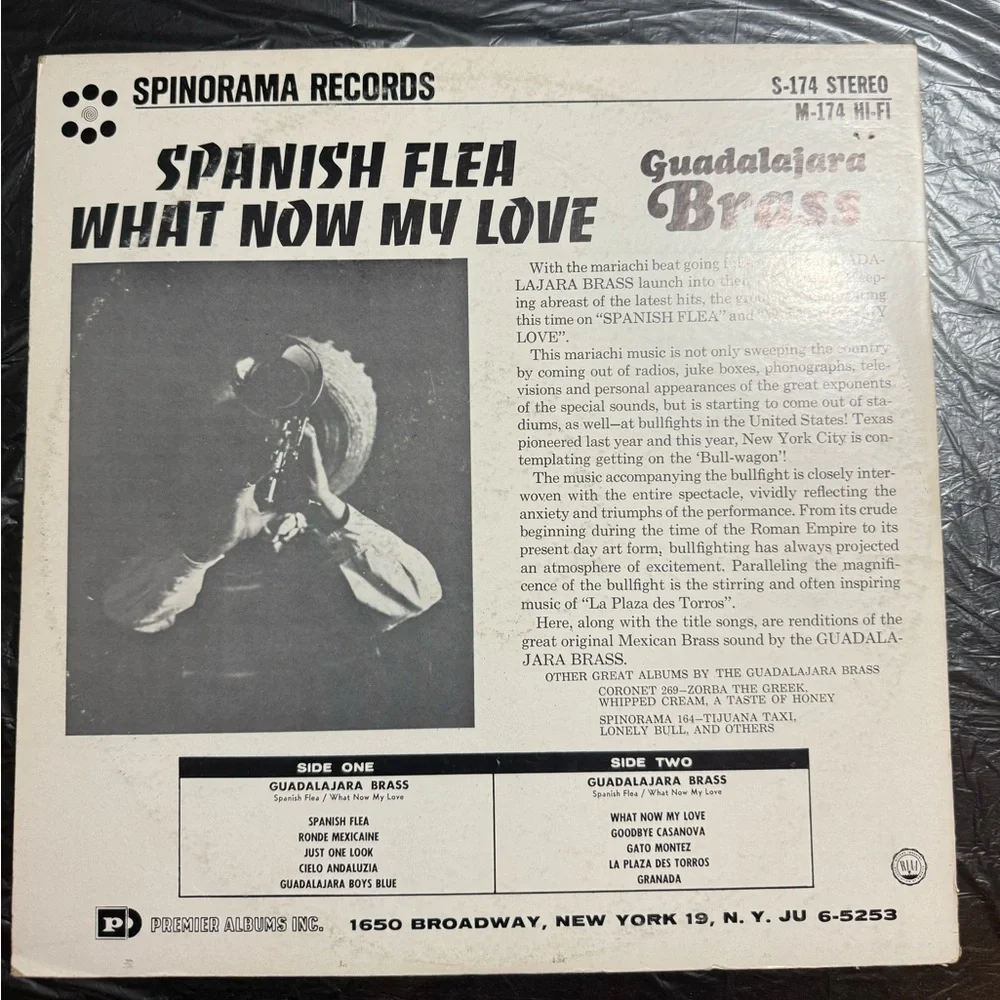 SPINORAMA RECORDS
S-174 STEREO
M-174 HI-FI
SPANISH FLEA
WHAT NOW MY LOVE
Guadalajara
Brass
With the mariachi beat going
LAJARA BRASS launch into
ing abreast of the latest hits, the
this time on "SPANISH FLEA" and MY
LOVE".
This mariachi music is not only sweeping the country
by coming out of radios, juke boxes, phonographs, tele-
visions and personal appearances of the great exponents
of the special sounds, but is starting to come out of sta-
diums, as well—at bullfights in the United States! Texas
pioneered last year and this year, New York City is con-
templating getting on the 'Bull-wagon'!
The music accompanying the bullfight is closely inter-
woven with the entire spectacle, vividly reflecting the
anxiety and triumphs of the performance. From its crude
beginning during the time of the Roman Empire to its
present day art form, bullfighting has always projected
an atmosphere of excitement. Paralleling the magnifi-
cence of the bullfight is the stirring and often inspiring
music of "La Plaza des Torros".
Here, along with the title songs, are renditions of the
great original Mexican Brass sound by the GUADALA-
JARA BRASS.
OTHER GREAT ALBUMS BY THE GUADALAJARA BRASS
CORONET 269—ZORBA THE GREEK,
WHIPPED CREAM, A TASTE OF HONEY
SPINORAMA 164—TIJUANA TAXI,
LONELY BULL, AND OTHERS
SIDE ONE
GUADALAJARA BRASS
Spanish Flea / What Now My Love
SPANISH FLEA
RONDE MEXICAINE
JUST ONE LOOK
CIELO ANDALUZIA
GUADALAJARA BOYS BLUE
SIDE TWO
GUADALAJARA BRASS
Spanish Flea / What Now My Love
WHAT NOW MY LOVE
GOODBYE CASANOVA
GATO MONTEZ
LA PLAZA DES TORROS
GRANADA
P PREMIER ALBUMS INC. 1650 BROADWAY, NEW YORK 19, N. Y. JU 6-5253